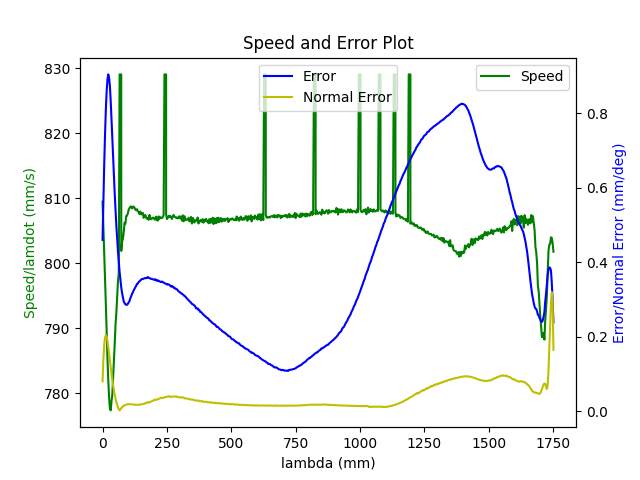 Speed and Error Plot
Error
Normal Error
Speed
830
820
810
800
790
780
0.8
0.6
0.4
0.2
0.0
0
250
500
750
1000
1250
1500
1750
lambda (mm)
Speed/lamdot (mm/s)
Error/Normal Error (mm/deg)